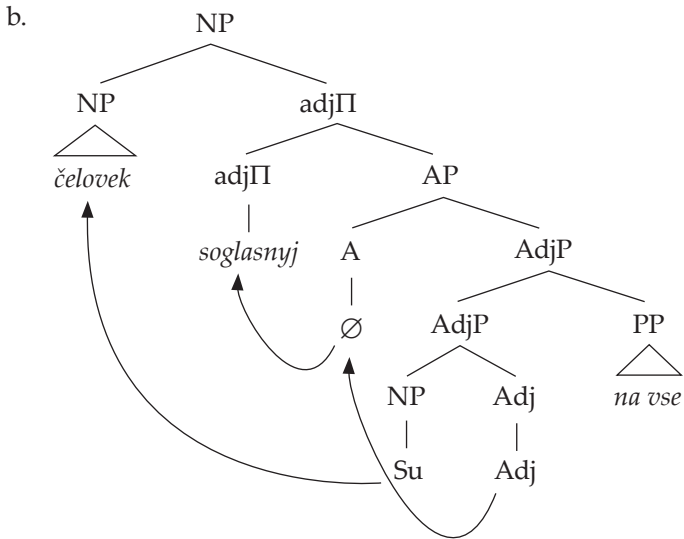 b.
NP
NP adjΠ
čelovek adjΠ AP
soglasnyj A AdjP
∅ AdjP PP
NP Adj na vse
Su Adj